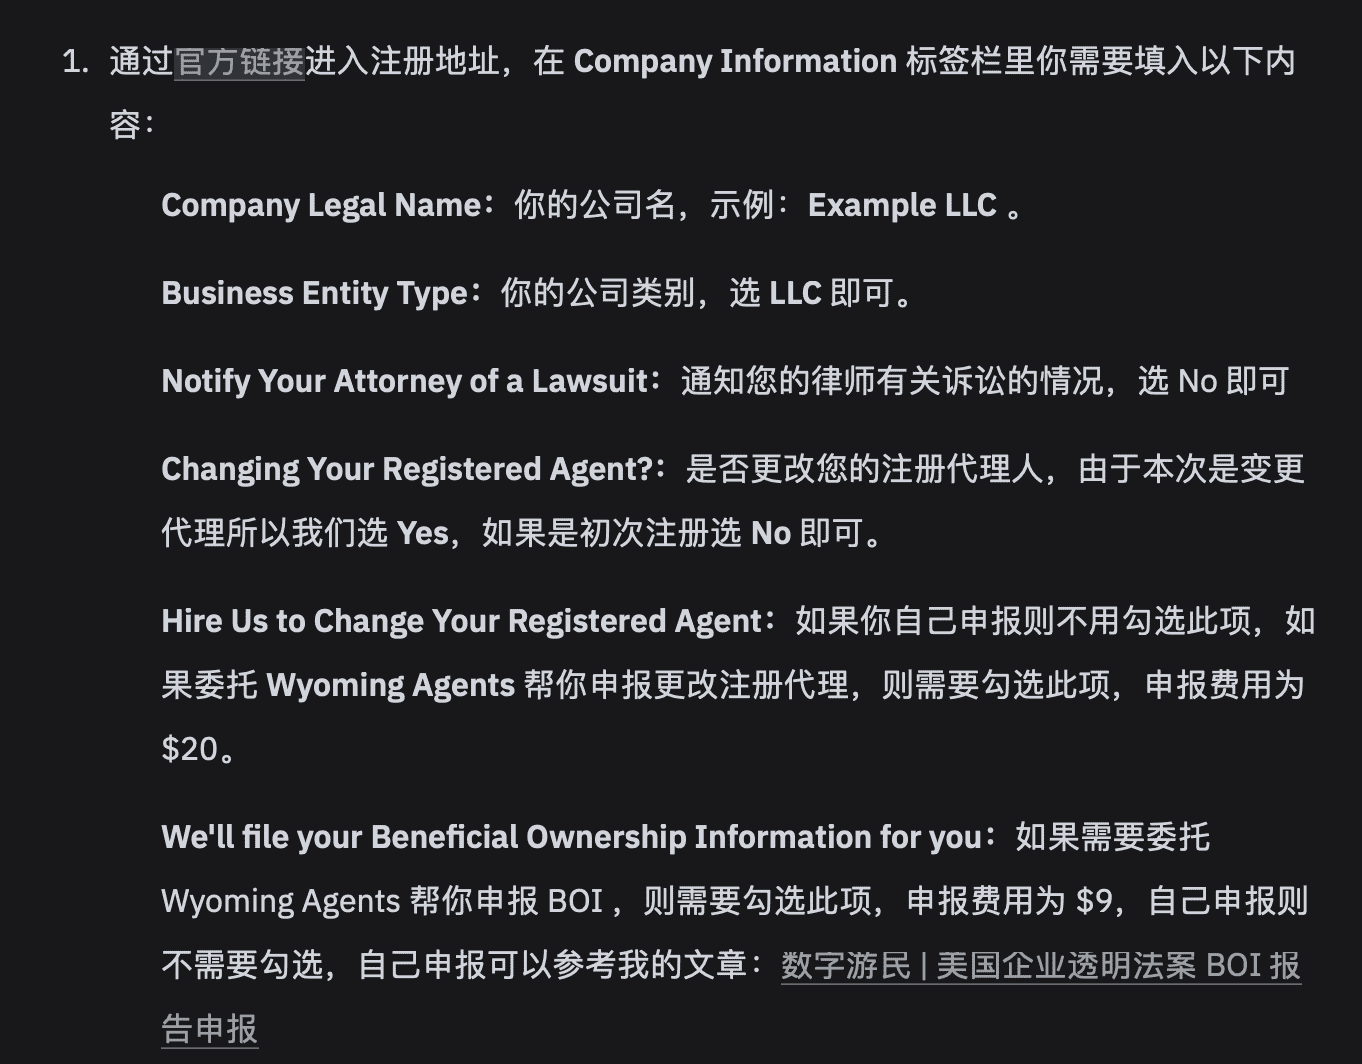 1. 通过官方链接进入注册地址，在 Company Information 标签栏里你需要填入以下内
容：
Company Legal Name：你的公司名，示例：Example LLC 。
Business Entity Type：你的公司类别，选 LLC 即可。
Notify Your Attorney of a Lawsuit：通知您的律师有关诉讼的情况，选 No 即可
Changing Your Registered Agent?：是否更改您的注册代理人，由于本次是变更
代理所以我们选 Yes，如果是初次注册选 No 即可。
Hire Us to Change Your Registered Agent：如果你自己申报则不用勾选此项，如
果委托 Wyoming Agents 帮你申报更改注册代理，则需要勾选此项，申报费用为
$20。
We'll file your Beneficial Ownership Information for you：如果需要委托
Wyoming Agents 帮你申报 BOI ，则需要勾选此项，申报费用为 $9，自己申报则
不需要勾选，自己申报可以参考我的文章：数字游民 | 美国企业透明法案 BOI 报
告申报